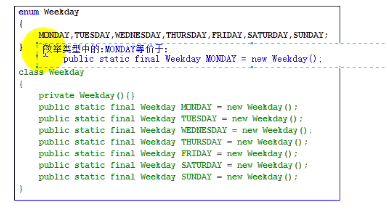 enum Weekday
{
MONDAY,TUESDAY,WEDNESDAY,THURSDAY,FRIDAY,SATURDAY,SUNDAY;
} 枚举类型中的:MONDAY等价于:
public static final Weekday MONDAY = new Weekday();
class Weekday
{
private Weekday(){}
public static final Weekday MONDAY = new Weekday();
public static final Weekday TUESDAY = new Weekday();
public static final Weekday WEDNESDAY = new Weekday();
public static final Weekday THURSDAY = new Weekday();
public static final Weekday FRIDAY = new Weekday();
public static final Weekday SATURDAY = new Weekday();
public static final Weekday SUNDAY = new Weekday();
}